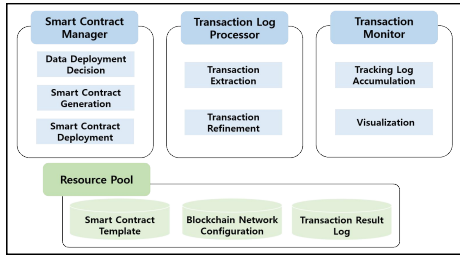 Smart Contract
Manager
Data Deployment
Decision
Smart Contract
Generation
Smart Contract
Deployment
Transaction Log
Processor
Transaction
Extraction
Transaction
Refinement
Transaction
Monitor
Tracking Log
Accumulation
Visualization
Resource Pool
Smart Contract
Template
Blockchain Network
Configuration
Transaction Result
Log